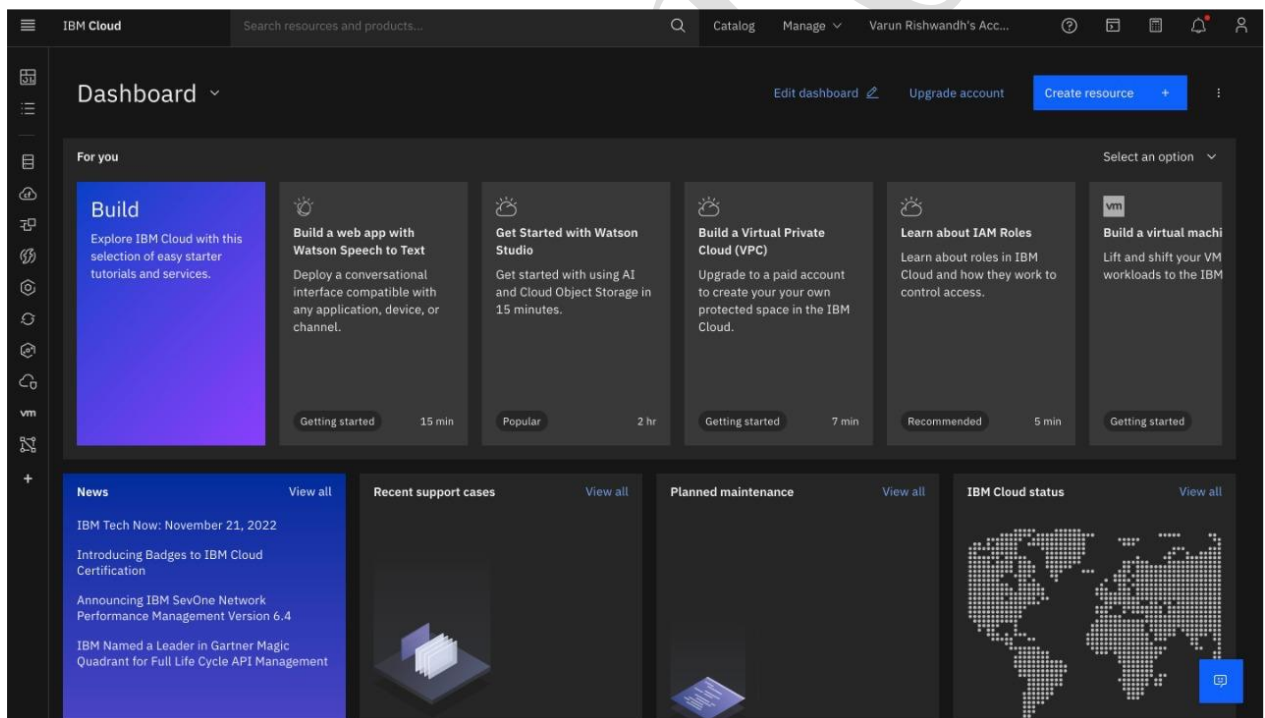 IBM Cloud
Search resources and products...
Catalog
Manage
Varun Rishwandh's Acc...
Dashboard
Edit dashboard
Upgrade account
Create resource +
For you
Select an option
Build
Explore IBM Cloud with this
selection of easy starter
tutorials and services.
Build a web app with
Watson Speech to Text
Deploy a conversational
interface compatible with
any application, device, or
channel.
Getting started
15 min
Get Started with Watson
Studio
Get started with using AI
and Cloud Object Storage in
15 minutes.
Popular
2 hr
Build a Virtual Private
Cloud (VPC)
Upgrade to a paid account
to create your your own
protected space in the IBM
Cloud.
Getting started
7 min
Learn about IAM Roles
Learn about roles in IBM
Cloud and how they work to
control access.
Recommended
5 min
vm
Build a virtual machi
Lift and shift your VM
workloads to the IBM
Getting started
vm
News
View all
IBM Tech Now: November 21, 2022
Introducing Badges to IBM Cloud
Certification
Announcing IBM SevOne Network
Performance Management Version 6.4
IBM Named a Leader in Gartner Magic
Quadrant for Full Life Cycle API Management
Recent support cases
View all
Planned maintenance
View all
IBM Cloud status
View all